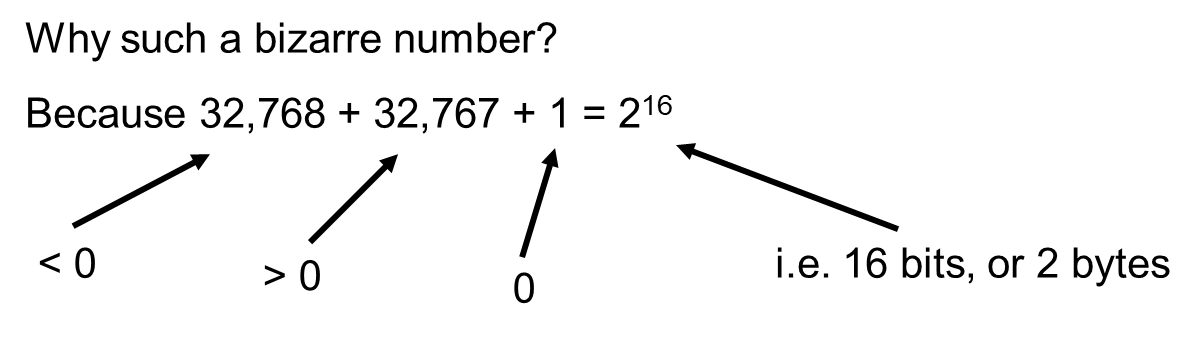 Why such a bizarre number?
Because 32,768 + 32,767 + 1 = 2¹⁶
< 0
> 0
0
i.e. 16 bits, or 2 bytes